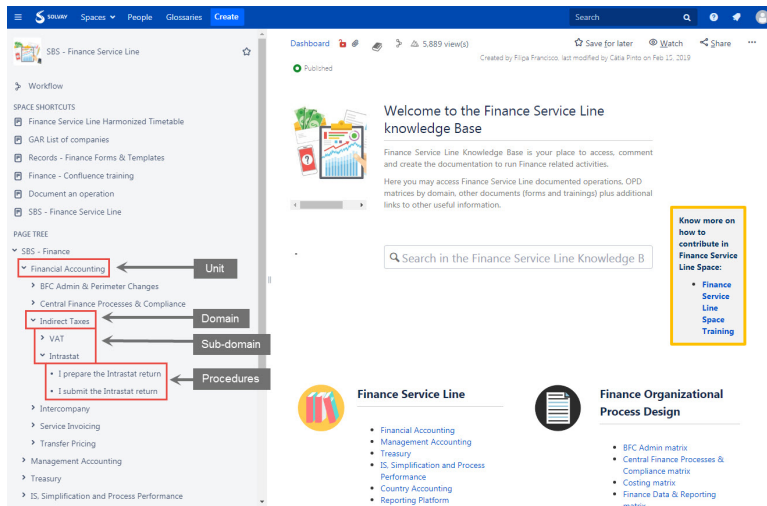 SOLVAY Spaces People Glossaries Create Search
SBS - Finance Service Line
Workflow
SPACE SHORTCUTS
Finance Service Line Harmonized Timetable
GAR List of companies
Records - Finance Forms & Templates
Finance - Confluence training
Document an operation
SBS - Finance Service Line
PAGE TREE
SBS - Finance
Financial Accounting
Unit
BFC Admin & Perimeter Changes
Central Finance Processes & Compliance
Indirect Taxes
Domain
VAT
Sub-domain
Intrastat
I prepare the Intrastat return
Procedures
I submit the Intrastat return
Intercompany
Service Invoicing
Transfer Pricing
Management Accounting
Treasury
IS, Simplification and Process Performance
Dashboard 5,889 view(s) Save for later Watch Share
Created by Filipa Francisco, last modified by Cátia Pinto on Feb 15, 2019
Published
Welcome to the Finance Service Line
knowledge Base
Finance Service Line Knowledge Base is your place to access, comment
and create the documentation to run Finance related activities.
Here you may access Finance Service Line documented operations, OPD
matrices by domain, other documents (forms and trainings) plus additional
links to other useful information.
Know more on
how to
contribute in
Finance Service
Line Space:
Finance
Service
Line
Space
Training
Search in the Finance Service Line Knowledge B
Finance Service Line
Financial Accounting
Management Accounting
Treasury
IS, Simplification and Process
Performance
Country Accounting
Reporting Platform
Finance Organizational
Process Design
BFC Admin matrix
Central Finance Processes &
Compliance matrix
Costing matrix
Finance Data & Reporting
matrix